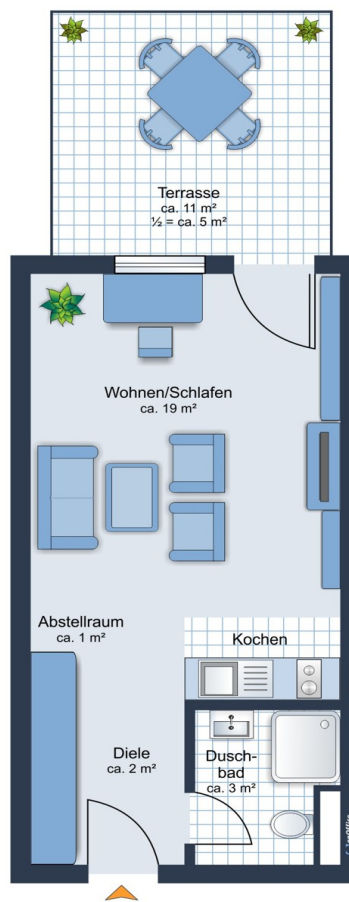 Terrasse
ca. 11 m²
½ = ca. 5 m²
Wohnen/Schlafen
ca. 19 m²
Abstellraum
ca. 1 m²
Kochen
Diele
ca. 2 m²
Dusch-
bad
ca. 3 m²